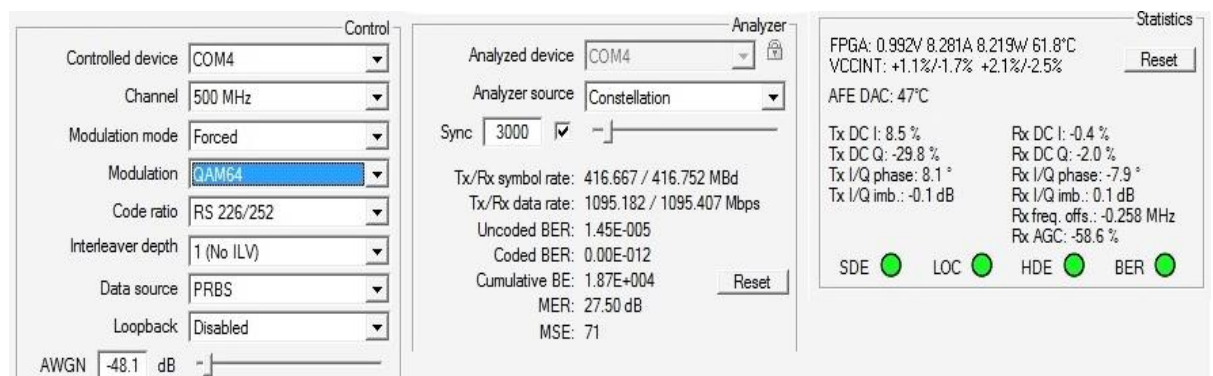 Control
Controlled device COM4
Channel 500 MHz
Modulation mode Forced
Modulation QAM64
Code ratio RS 226/252
Interleaver depth 1 (No ILV)
Data source PRBS
Loopback Disabled
AWGN -48.1 dB
Analyzer
Analyzed device COM4
Analyzer source Constellation
Sync 3000
Tx/Rx symbol rate: 416.667 / 416.752 MBd
Tx/Rx data rate: 1095.182 / 1095.407 Mbps
Uncoded BER: 1.45E-005
Coded BER: 0.00E-012
Cumulative BE: 1.87E+004 Reset
MER: 27.50 dB
MSE: 71
Statistics
FPGA: 0.992V 8.281A 8.219W 61.8°C
VCCINT: +1.1%/-1.7% +2.1%/-2.5%
Reset
AFE DAC: 47°C
Tx DC I: 8.5 %
Tx DC Q: -29.8 %
Tx I/Q phase: 8.1 °
Tx I/Q imb.: -0.1 dB
Rx DC I: -0.4 %
Rx DC Q: -2.0 %
Rx I/Q phase: -7.9 °
Rx I/Q imb.: 0.1 dB
Rx freq. offs.: -0.258 MHz
Rx AGC: -58.6 %
SDE LOC HDE BER